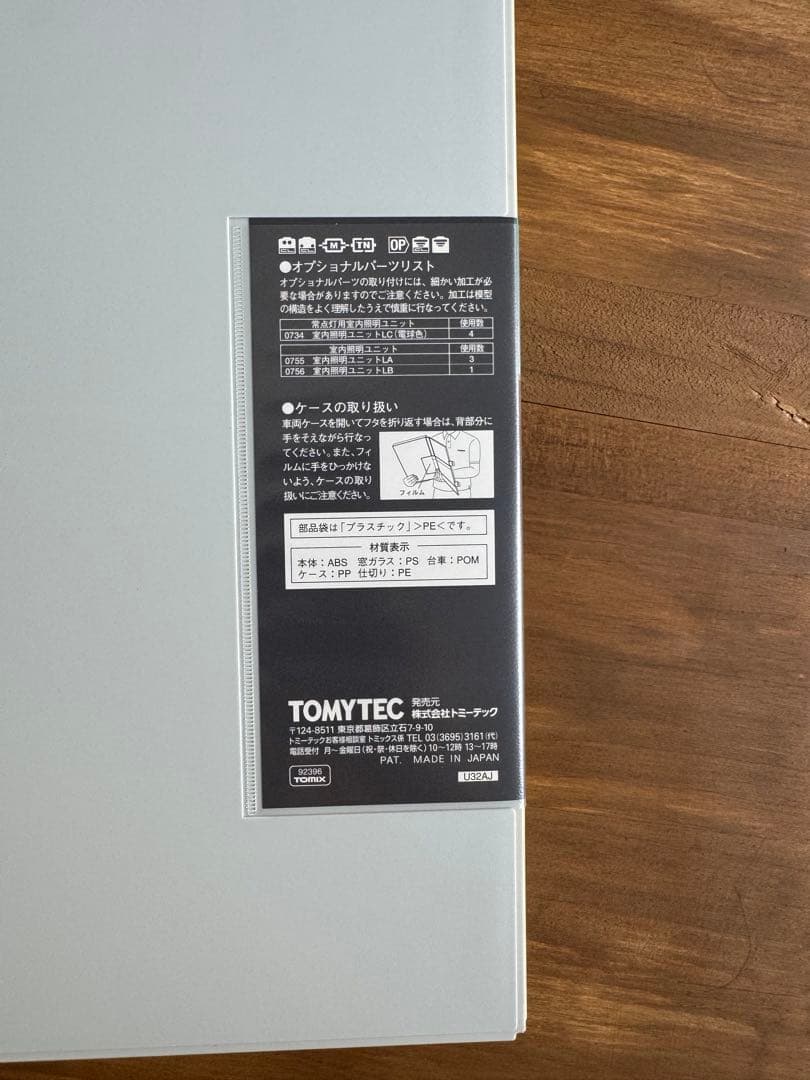 M TN OP
●オプショナルパーツリスト
オプショナルパーツの取り付けには、細かい加工が必
要な場合がありますのでご注意ください。加工は模型
の構造をよく理解したうえで慎重に行なってください。
常点灯用室内照明ユニット 使用数
0734 室内照明ユニットLC(電球色) 4
室内照明ユニット 使用数
0755 室内照明ユニットLA 3
0756 室内照明ユニットLB 1
●ケースの取り扱い
車両ケースを開いてフタを折り返す場合は、背部分に
手をそえながら行なっ
てください。また、フィ
ルムに手をひっかけな
いよう、ケースの取り
扱いにご注意ください。
フィルム
部品袋は「プラスチック」>PE<です。
材質表示
本体:ABS 窓ガラス:PS 台車:POM
ケース:PP 仕切り:PE
TOMYTEC 発売元 株式会社トミーテック
〒124-8511 東京都葛飾区立石7-9-10
トミーテックお客様相談室 トミックス係 TEL 03(3695)3161(代)
電話受付 月〜金曜日(祝・祭・休日を除く)10〜12時 13〜17時
PAT. MADE IN JAPAN
92396
TOMIX
U32AJ